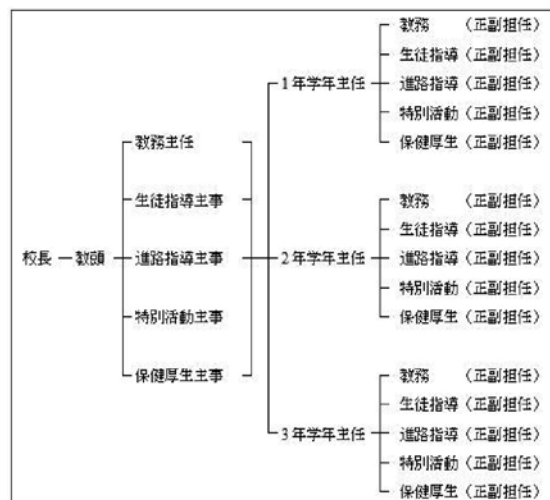 校長
教頭
教務主任
生徒指導主事
進路指導主事
特別活動主事
保健厚生主事
1年学年主任
教務 (正副担任)
生徒指導 (正副担任)
進路指導 (正副担任)
特別活動 (正副担任)
保健厚生 (正副担任)
2年学年主任
教務 (正副担任)
生徒指導 (正副担任)
進路指導 (正副担任)
特別活動 (正副担任)
保健厚生 (正副担任)
3年学年主任
教務 (正副担任)
生徒指導 (正副担任)
進路指導 (正副担任)
特別活動 (正副担任)
保健厚生 (正副担任)